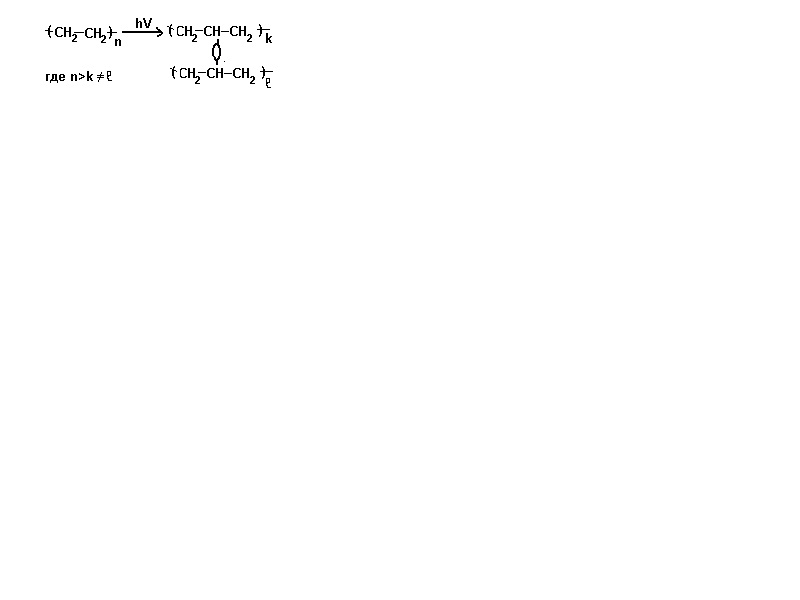 hV
(CH2–CH2)n ⟶ (CH2–CH–CH2)k
O
где n>k ≠ ℓ (CH2–CH–CH2)ℓ